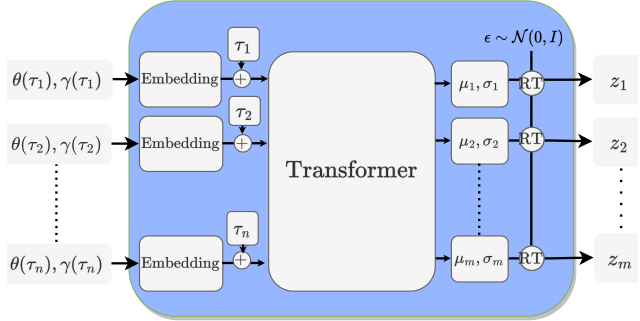 ϵ ∼ 𝒩(0, I)
τ₁
θ(τ₁), γ(τ₁)
Embedding
+
μ₁, σ₁
RT
z₁
τ₂
θ(τ₂), γ(τ₂)
Embedding
+
μ₂, σ₂
RT
z₂
Transformer
τₙ
θ(τₙ), γ(τₙ)
Embedding
+
μₘ, σₘ
RT
zₘ